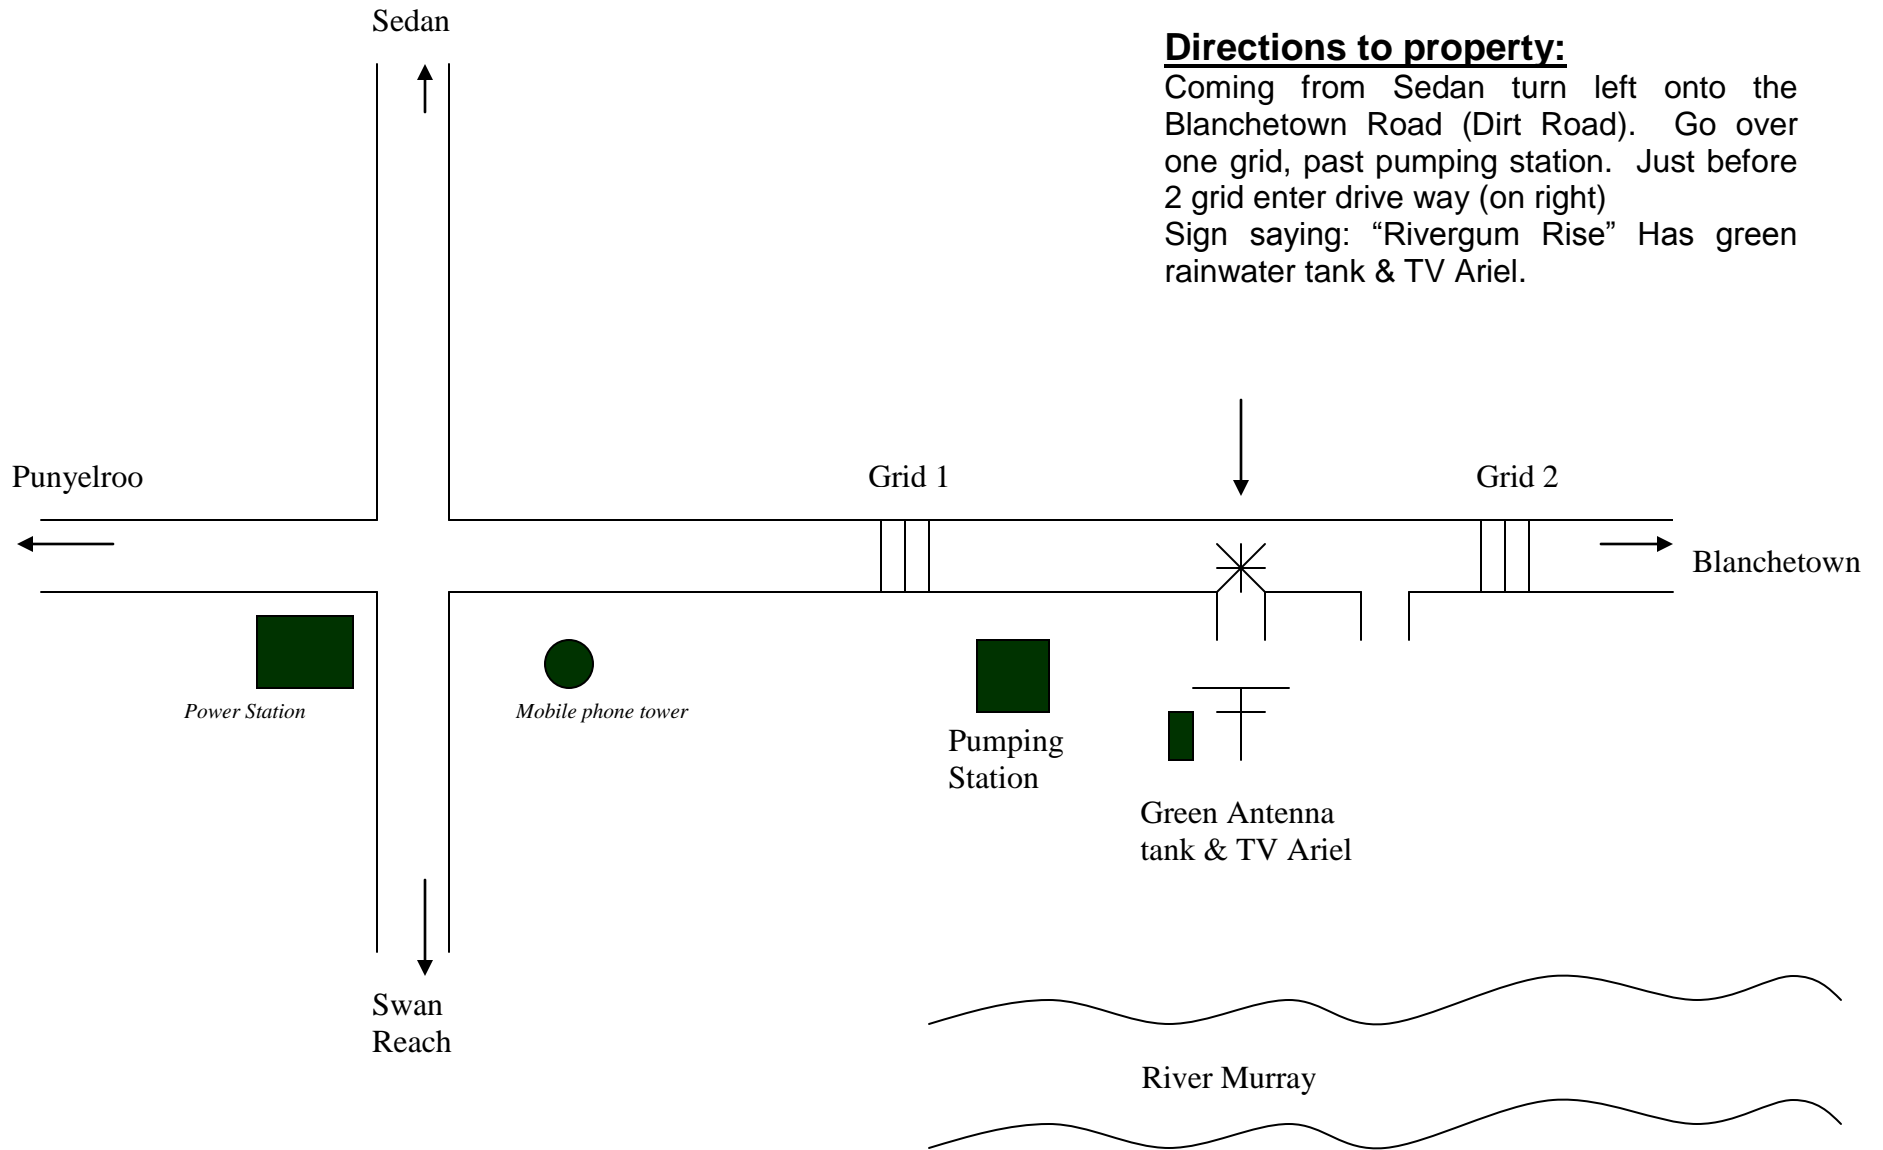 Sedan
Directions to property:
Coming from Sedan turn left onto the
Blanchetown Road (Dirt Road). Go over
one grid, past pumping station. Just before
2 grid enter drive way (on right)
Sign saying: “Rivergum Rise” Has green
rainwater tank & TV Ariel.
Punyelroo
Grid 1
Grid 2
Blanchetown
Power Station
Mobile phone tower
Pumping
Station
Green Antenna
tank & TV Ariel
Swan
Reach
River Murray